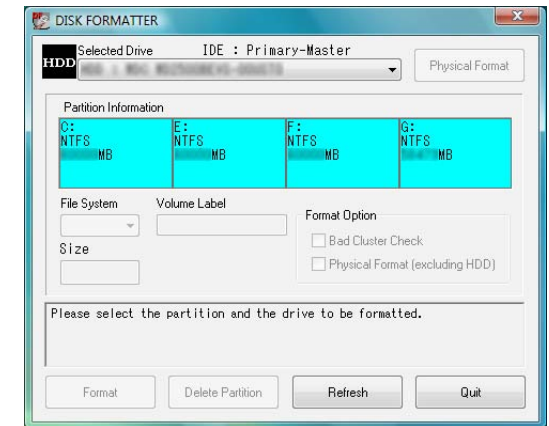 DISK FORMATTER
Selected Drive IDE : Primary-Master
HDD
Physical Format
Partition Information
C: E: F: G:
NTFS NTFS NTFS NTFS
MB MB MB MB
File System Volume Label
Format Option
Bad Cluster Check
Size
Physical Format (excluding HDD)
Please select the partition and the drive to be formatted.
Format Delete Partition Refresh Quit